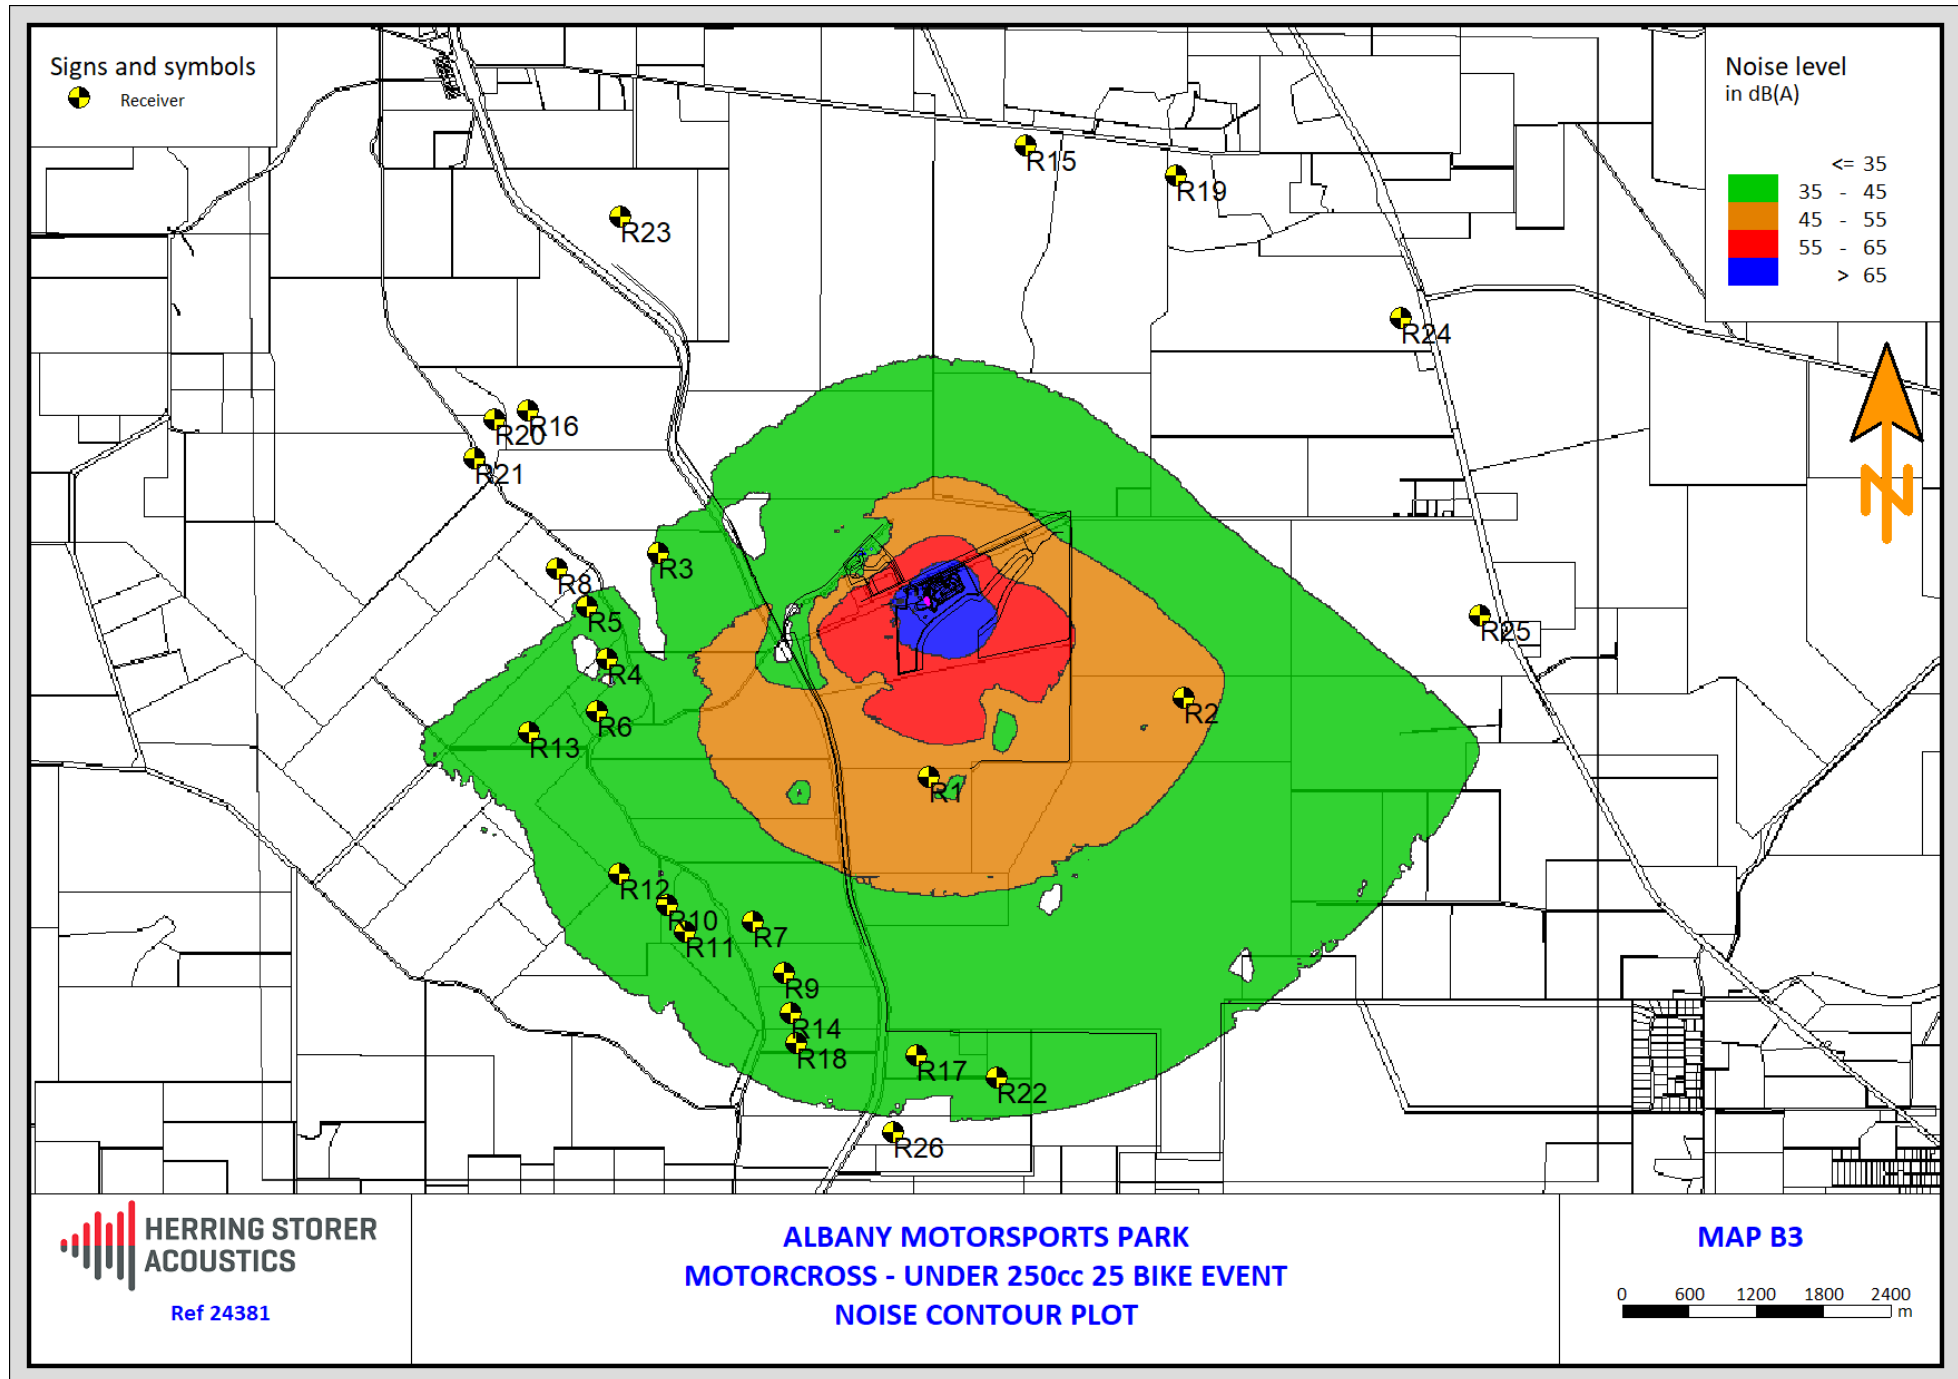 Signs and symbols
Receiver
Noise level
in dB(A)
<= 35
35 - 45
45 - 55
55 - 65
> 65
R15
R19
R23
R24
R16
R20
R21
R3
R8
R5
R25
R4
R2
R6
R13
R1
R12
R10
R7
R11
R9
R14
R18
R17
R22
R26
N
HERRING STORER
ACOUSTICS
Ref 24381
ALBANY MOTORSPORTS PARK
MOTORCROSS - UNDER 250cc 25 BIKE EVENT
NOISE CONTOUR PLOT
MAP B3
0 600 1200 1800 2400
m